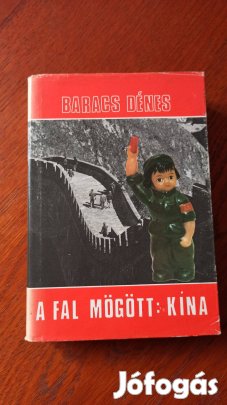 BARACS DÉNES
A FAL MÖGÖTT: KÍNA
Jófogás